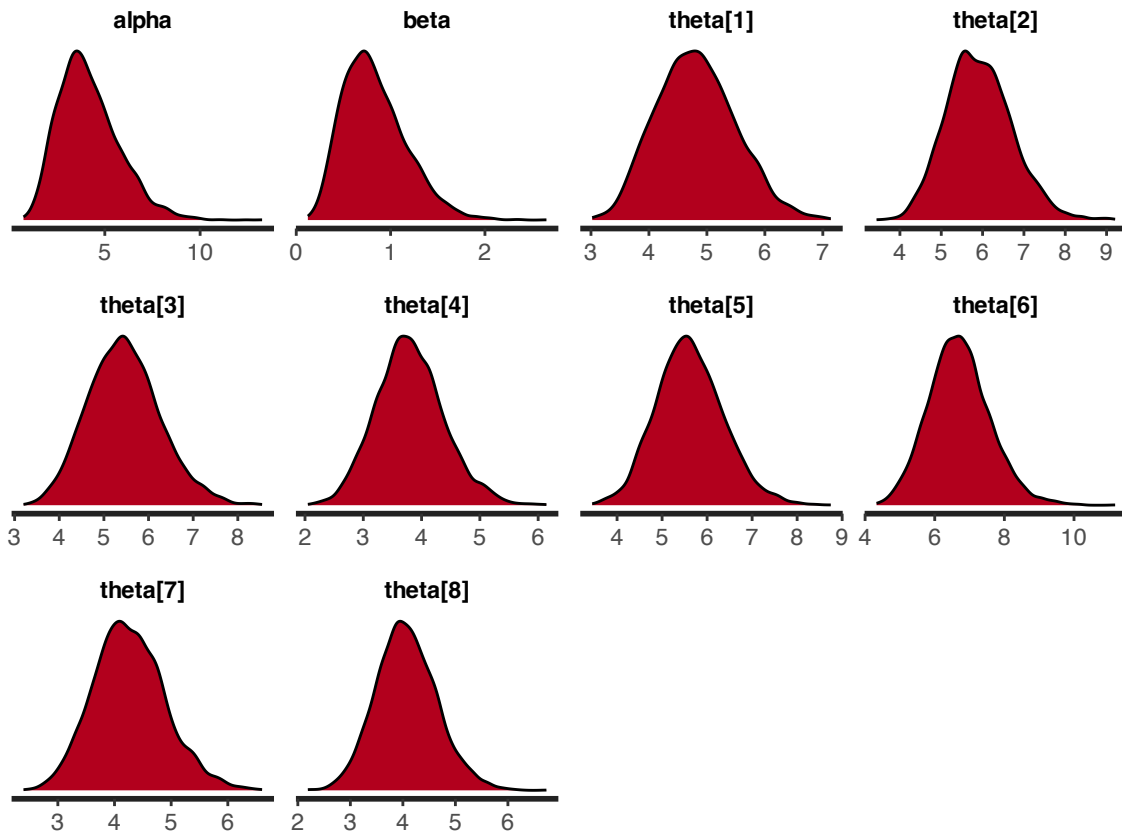 alpha beta theta[1] theta[2]
5 10 0 1 2 3 4 5 6 7 4 5 6 7 8 9
theta[3] theta[4] theta[5] theta[6]
3 4 5 6 7 8 2 3 4 5 6 4 5 6 7 8 9 4 6 8 10
theta[7] theta[8]
3 4 5 6 2 3 4 5 6